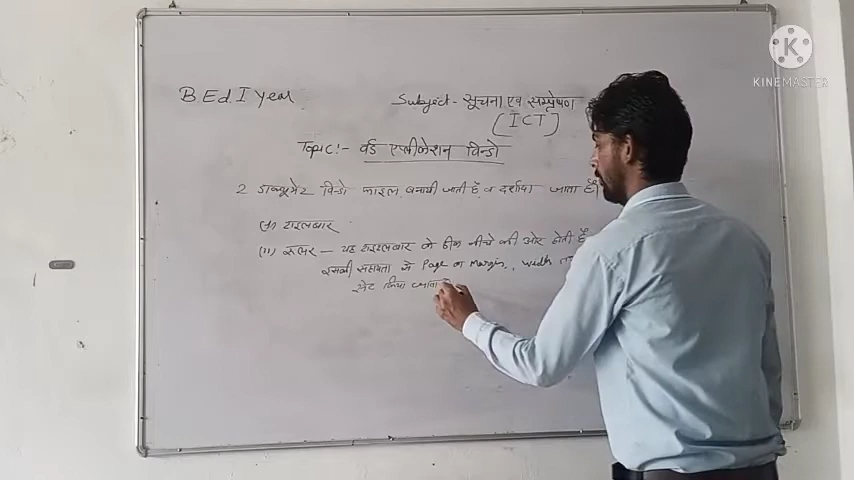 B Ed. I Year
Subject - सूचना एवं सम्प्रेषण
(ICT)
Topic:- वर्ड एप्लीकेशन विन्डो
2 डाक्यूमेंट विंडो फाइल बनायी जाती है व दर्शाया जाता है।
(i) टाइलबार
(ii) रूलर - यह टाइटलबार के ठीक नीचे की ओर होती है
इसकी सहायता से Page का margin, width
सेट किया जाता
K
KINEMASTER